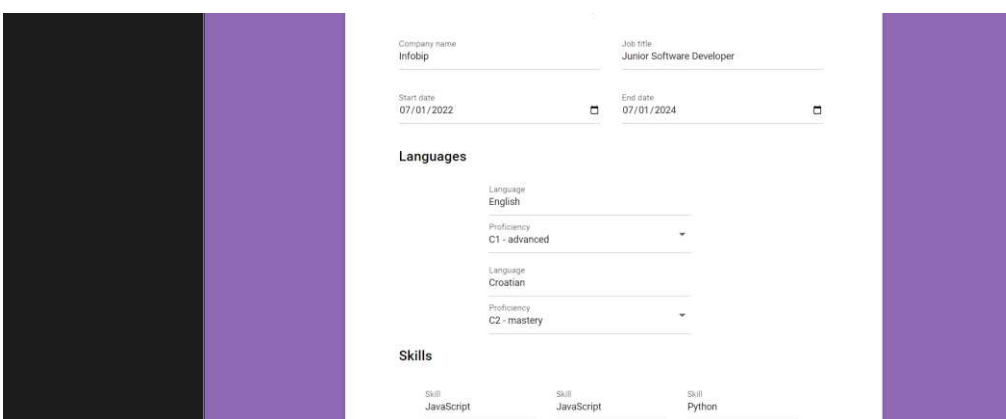 Company name Job title
Infobip Junior Software Developer
Start date End date
07/01/2022 07/01/2024
Languages
Language
English
Proficiency
C1 - advanced
Language
Croatian
Proficiency
C2 - mastery
Skills
Skill Skill Skill
JavaScript JavaScript Python